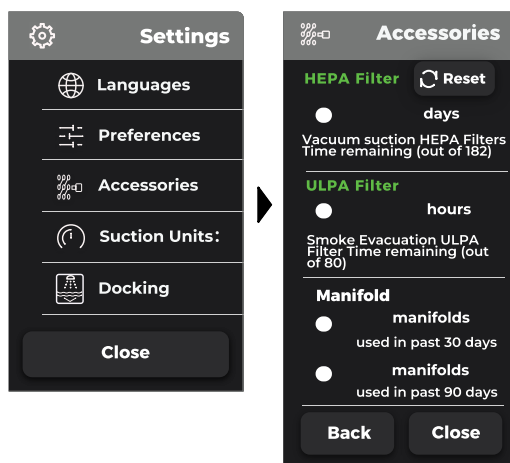 Settings
Languages
Preferences
Accessories
Suction Units:
Docking
Close
Accessories
HEPA Filter
Reset
days
Vacuum suction HEPA Filters
Time remaining (out of 182)
ULPA Filter
hours
Smoke Evacuation ULPA
Filter Time remaining (out
of 80)
Manifold
manifolds
used in past 30 days
manifolds
used in past 90 days
Back
Close